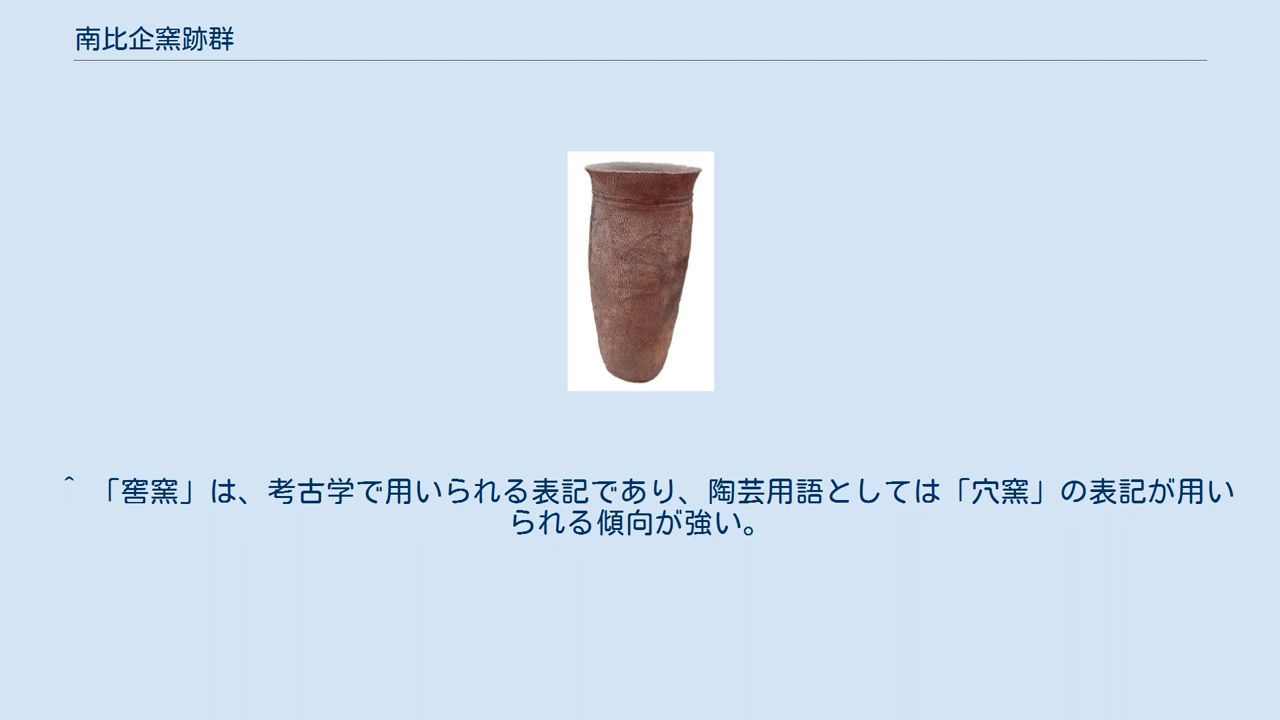 南比企窯跡群
^ 「窖窯」は、考古学で用いられる表記であり、陶芸用語としては「穴窯」の表記が用い
られる傾向が強い。